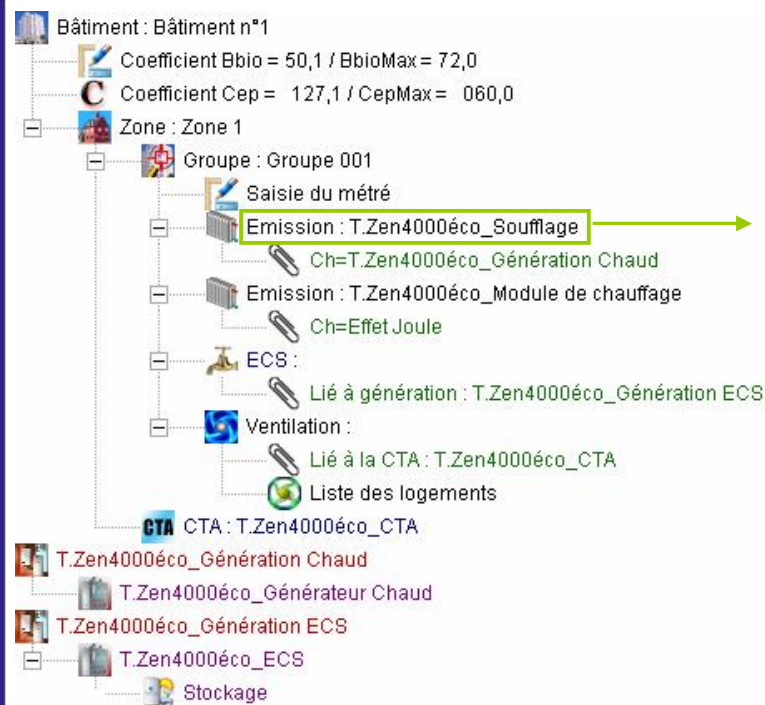 Bâtiment : Bâtiment n°1
Coefficient Bbio = 50,1 / BbioMax = 72,0
C Coefficient Cep = 127,1 / CepMax = 060,0
Zone : Zone 1
Groupe : Groupe 001
Saisie du métré
Emission : T.Zen4000éco_Soufflage
Ch=T.Zen4000éco_Génération Chaud
Emission : T.Zen4000éco_Module de chauffage
Ch=Effet Joule
ECS :
Lié à génération : T.Zen4000éco_Génération ECS
Ventilation :
Lié à la CTA : T.Zen4000éco_CTA
Liste des logements
CTA CTA : T.Zen4000éco_CTA
T.Zen4000éco_Génération Chaud
T.Zen4000éco_Générateur Chaud
T.Zen4000éco_Génération ECS
T.Zen4000éco_ECS
Stockage